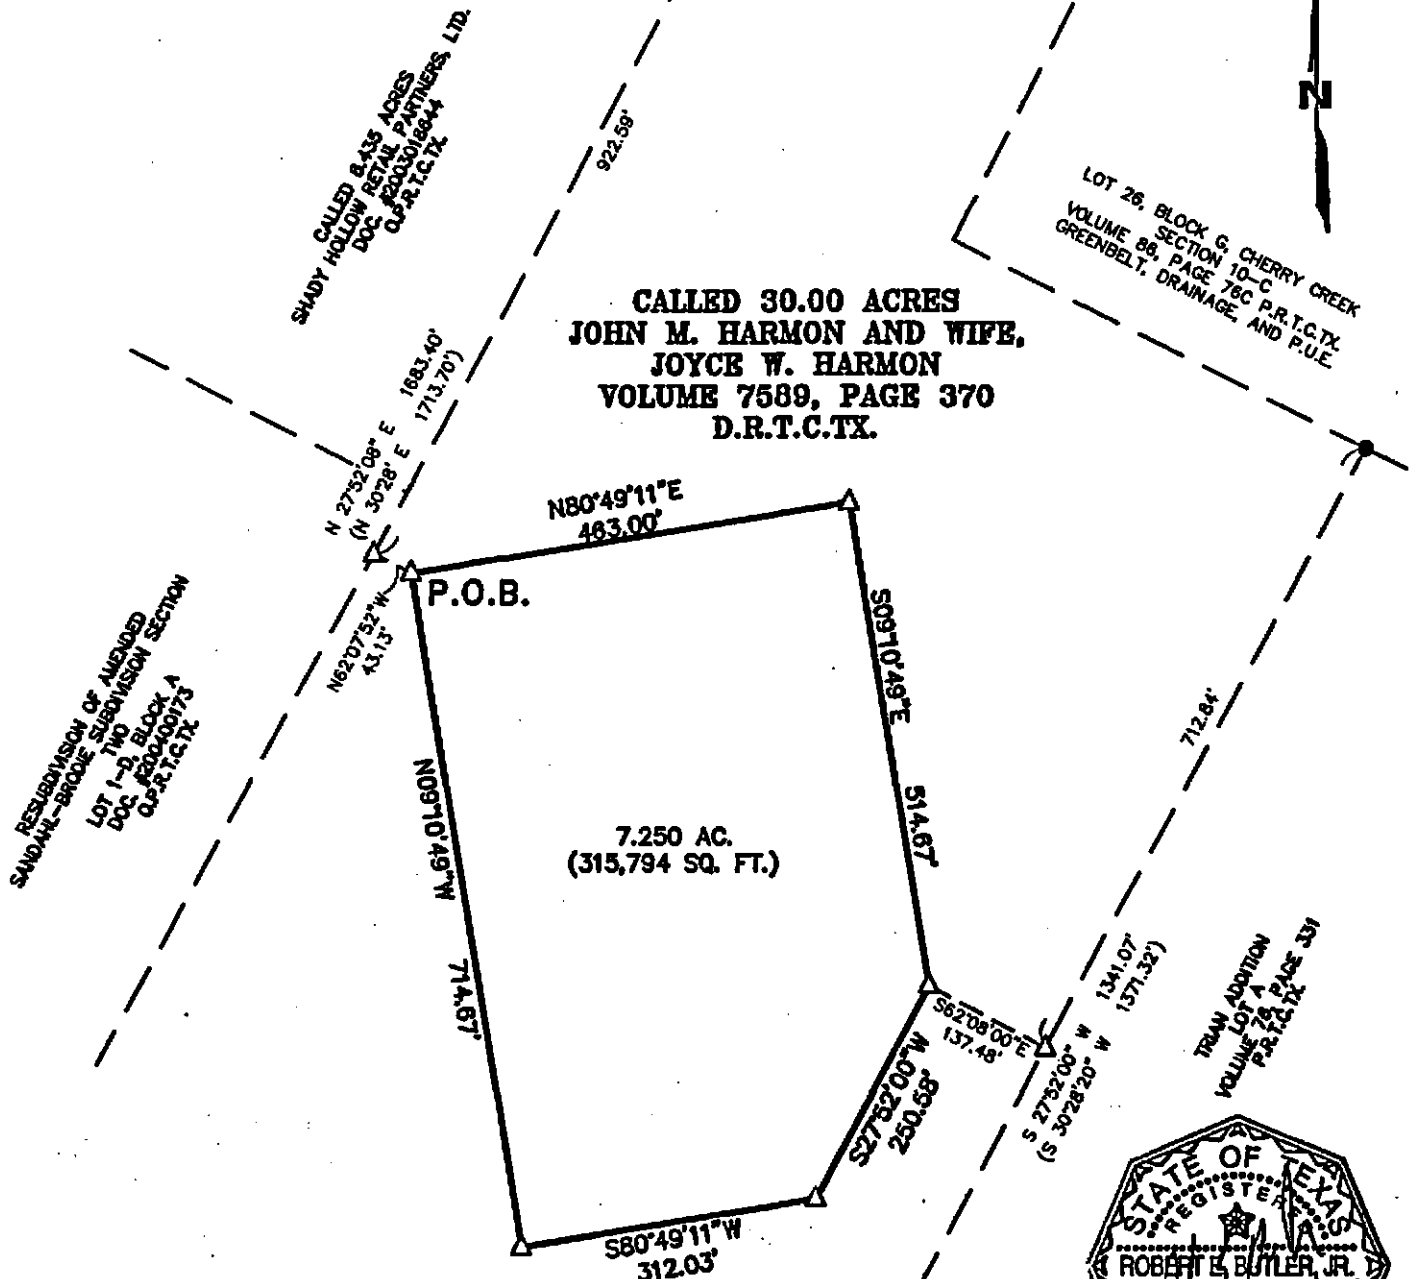 CALLED 8.435 ACRES
SHADY HOLLOW RETAIL PARTNERS, LTD.
DOC. #2003018644
O.P.R.T.C.TX.
922.59'
N
LOT 26, BLOCK G, CHERRY CREEK
SECTION 10-C
VOLUME 86, PAGE 76C P.R.T.C.TX.
GREENBELT, DRAINAGE, AND P.U.E.
CALLED 30.00 ACRES
JOHN M. HARMON AND WIFE,
JOYCE W. HARMON
VOLUME 7589, PAGE 370
D.R.T.C.TX.
N 27°52'08" E 1683.40'
(N 30°28' E 1713.70')
N80°49'11"E
463.00'
P.O.B.
N62°07'52"W
43.13'
S09°10'49"E
514.67'
RESUBDIVISION OF AMENDED
SANDAHL-BRODIE SUBDIVISION SECTION
TWO
LOT 1-D, BLOCK A
DOC. #200400173
O.P.R.T.C.TX.
712.84'
N09°10'49"W
714.67'
7.250 AC.
(315,794 SQ. FT.)
S62°08'00"E
137.48'
S27°52'00"W
250.58'
S 27°52'00" W 1341.07'
(S 30°28'20" W 1371.32')
TRIAN ADDITION
LOT A
VOLUME 78, PAGE 331
P.R.T.C.TX.
S80°49'11"W
312.03'
STATE OF TEXAS
ROBERT E. BUTLER, JR.